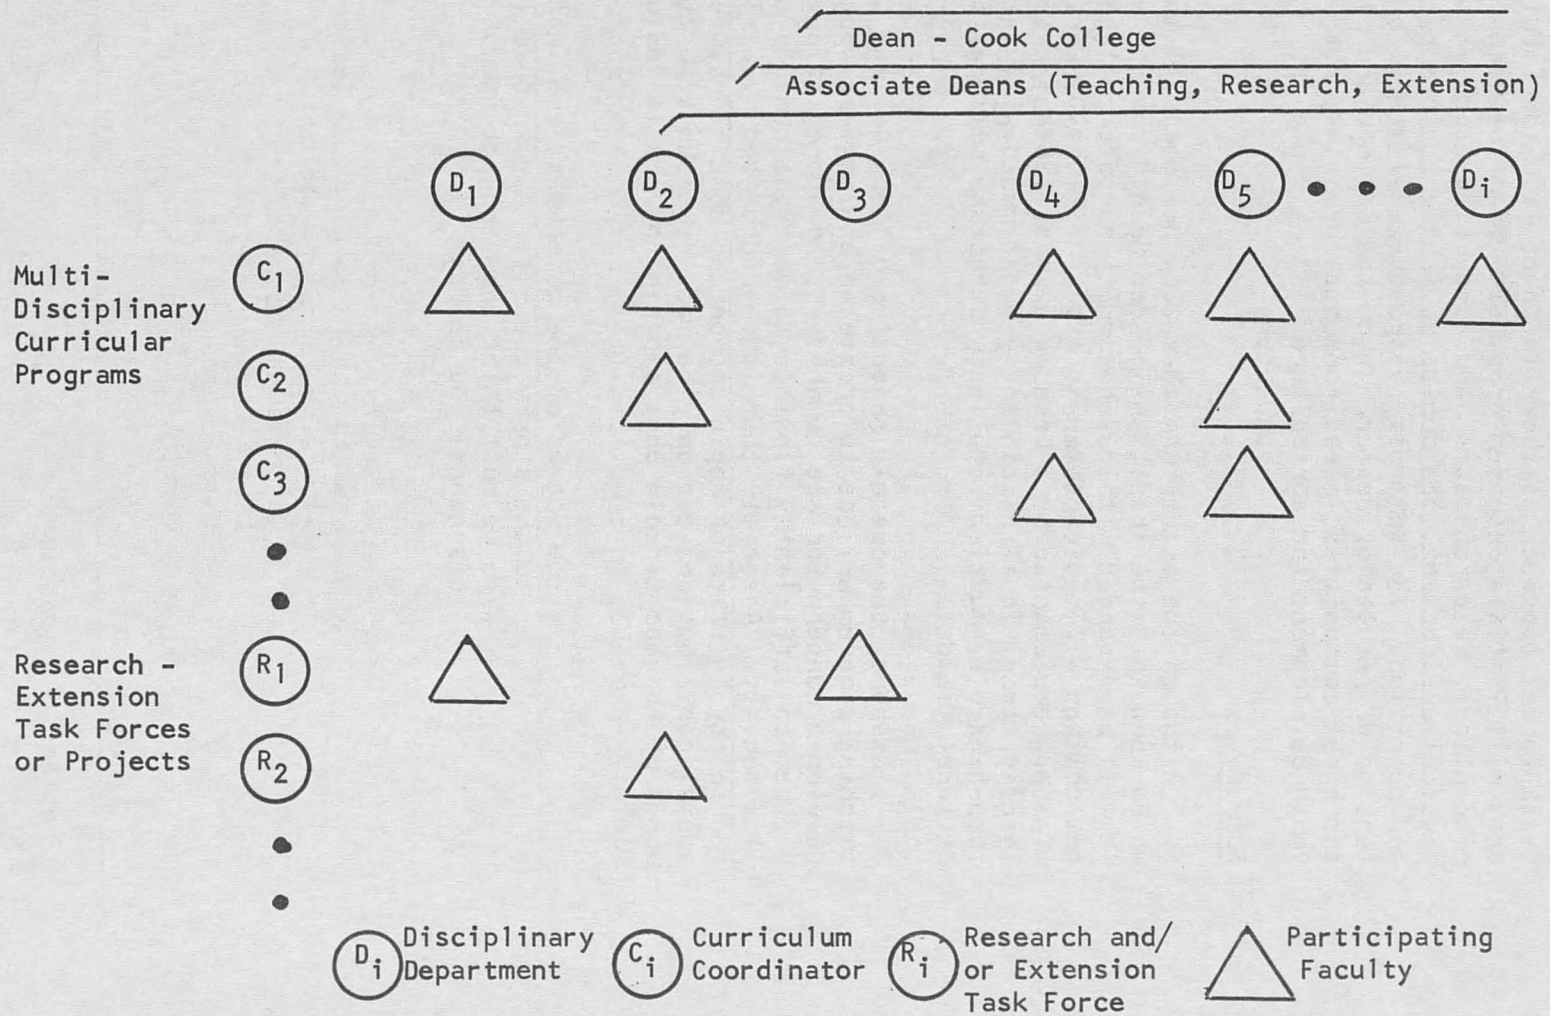 Dean - Cook College
Associate Deans (Teaching, Research, Extension)
D1 D2 D3 D4 D5 Di
Multi-
Disciplinary
Curricular
Programs
C1
C2
C3
Research -
Extension
Task Forces
or Projects
R1
R2
Di
Disciplinary
Department
Ci
Curriculum
Coordinator
Ri
Research and/
or Extension
Task Force
Participating
Faculty